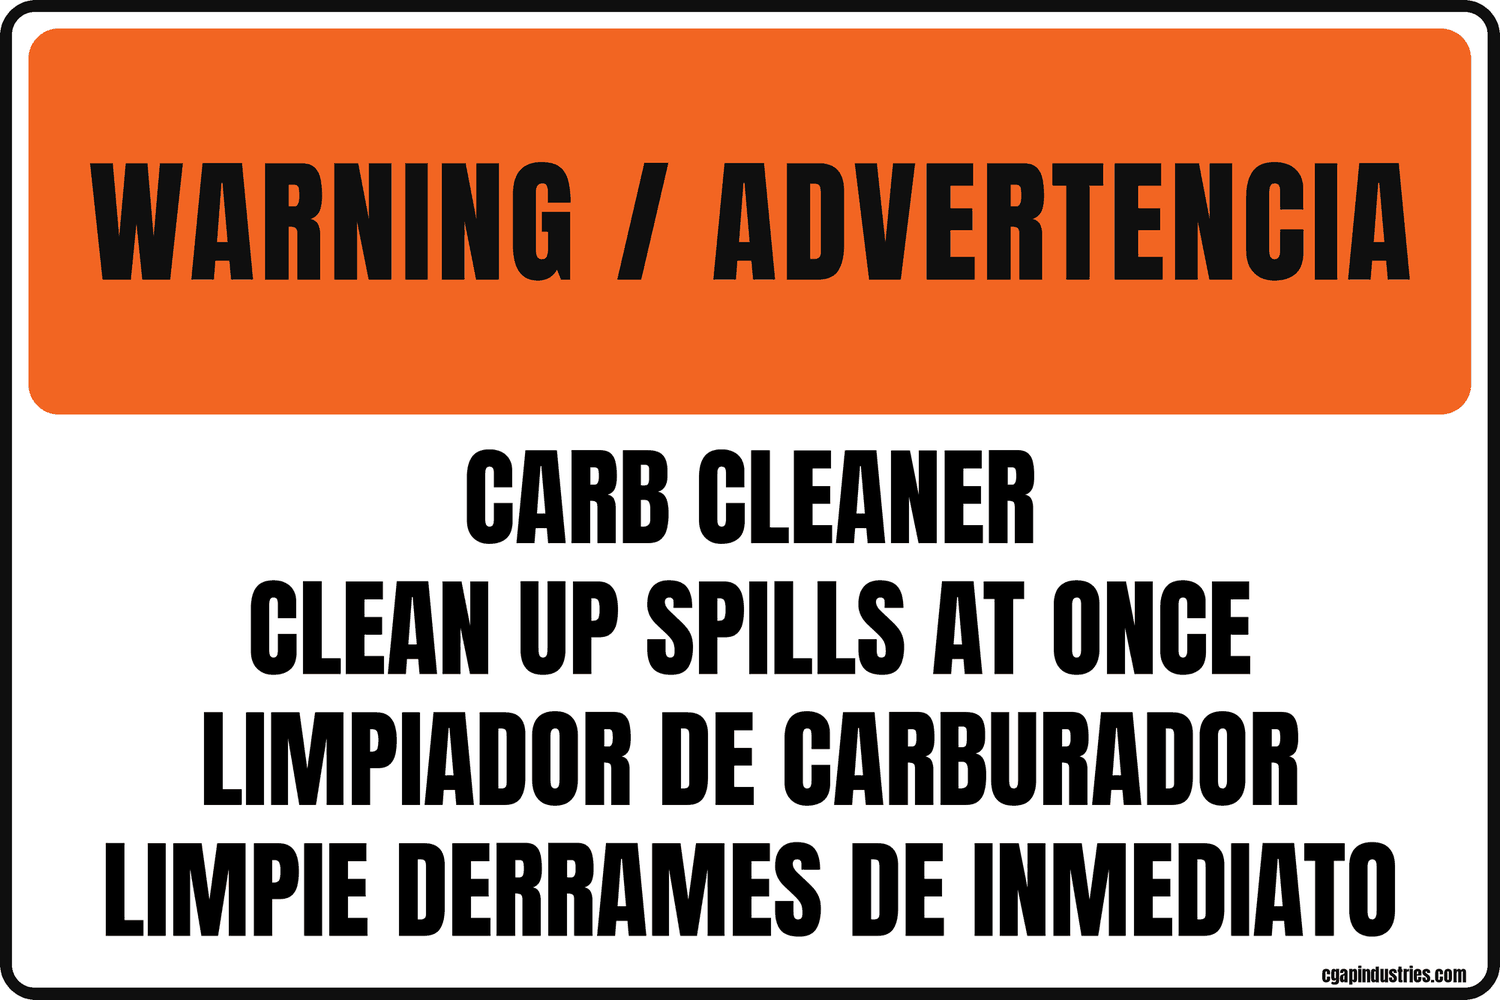 WARNING / ADVERTENCIA
CARB CLEANER
CLEAN UP SPILLS AT ONCE
LIMPIADOR DE CARBURADOR
LIMPIE DERRAMES DE INMEDIATO
cgapindustries.com